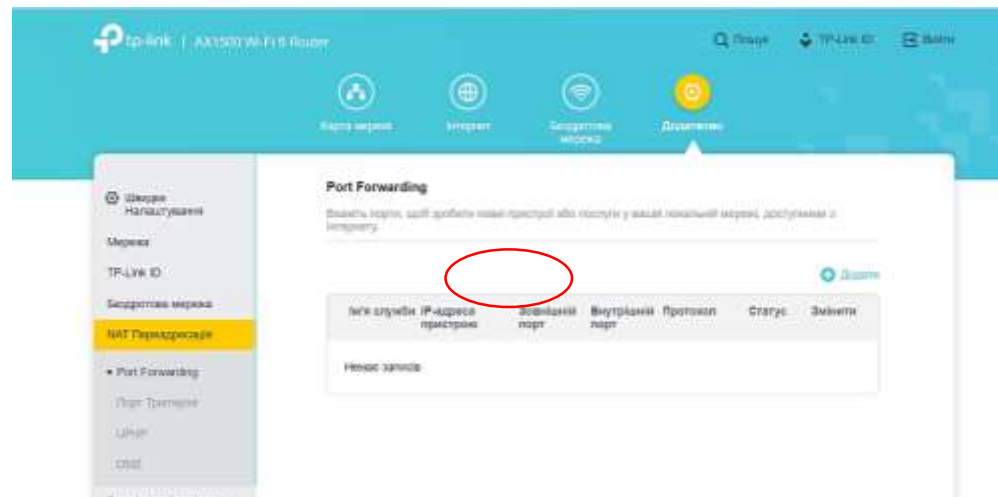 tp-link | AX1500 Wi-Fi 6 Router
Пошук
TP-Link ID
Вийти
Карта мережі
Інтернет
Бездротова
мережа
Додатково
Швидке
Налаштування
Мережа
TP-Link ID
Бездротова мережа
NAT Переадресація
Port Forwarding
Порт Тригерінг
UPnP
DMZ
Port Forwarding
Вкажіть порти, щоб зробити певні пристрої або послуги у вашій локальній мережі, доступними з
Інтернету.
Додати
Ім'я служби
IP-адреса
пристрою
Зовнішній
порт
Внутрішній
порт
Протокол
Статус
Змінити
Немає записів